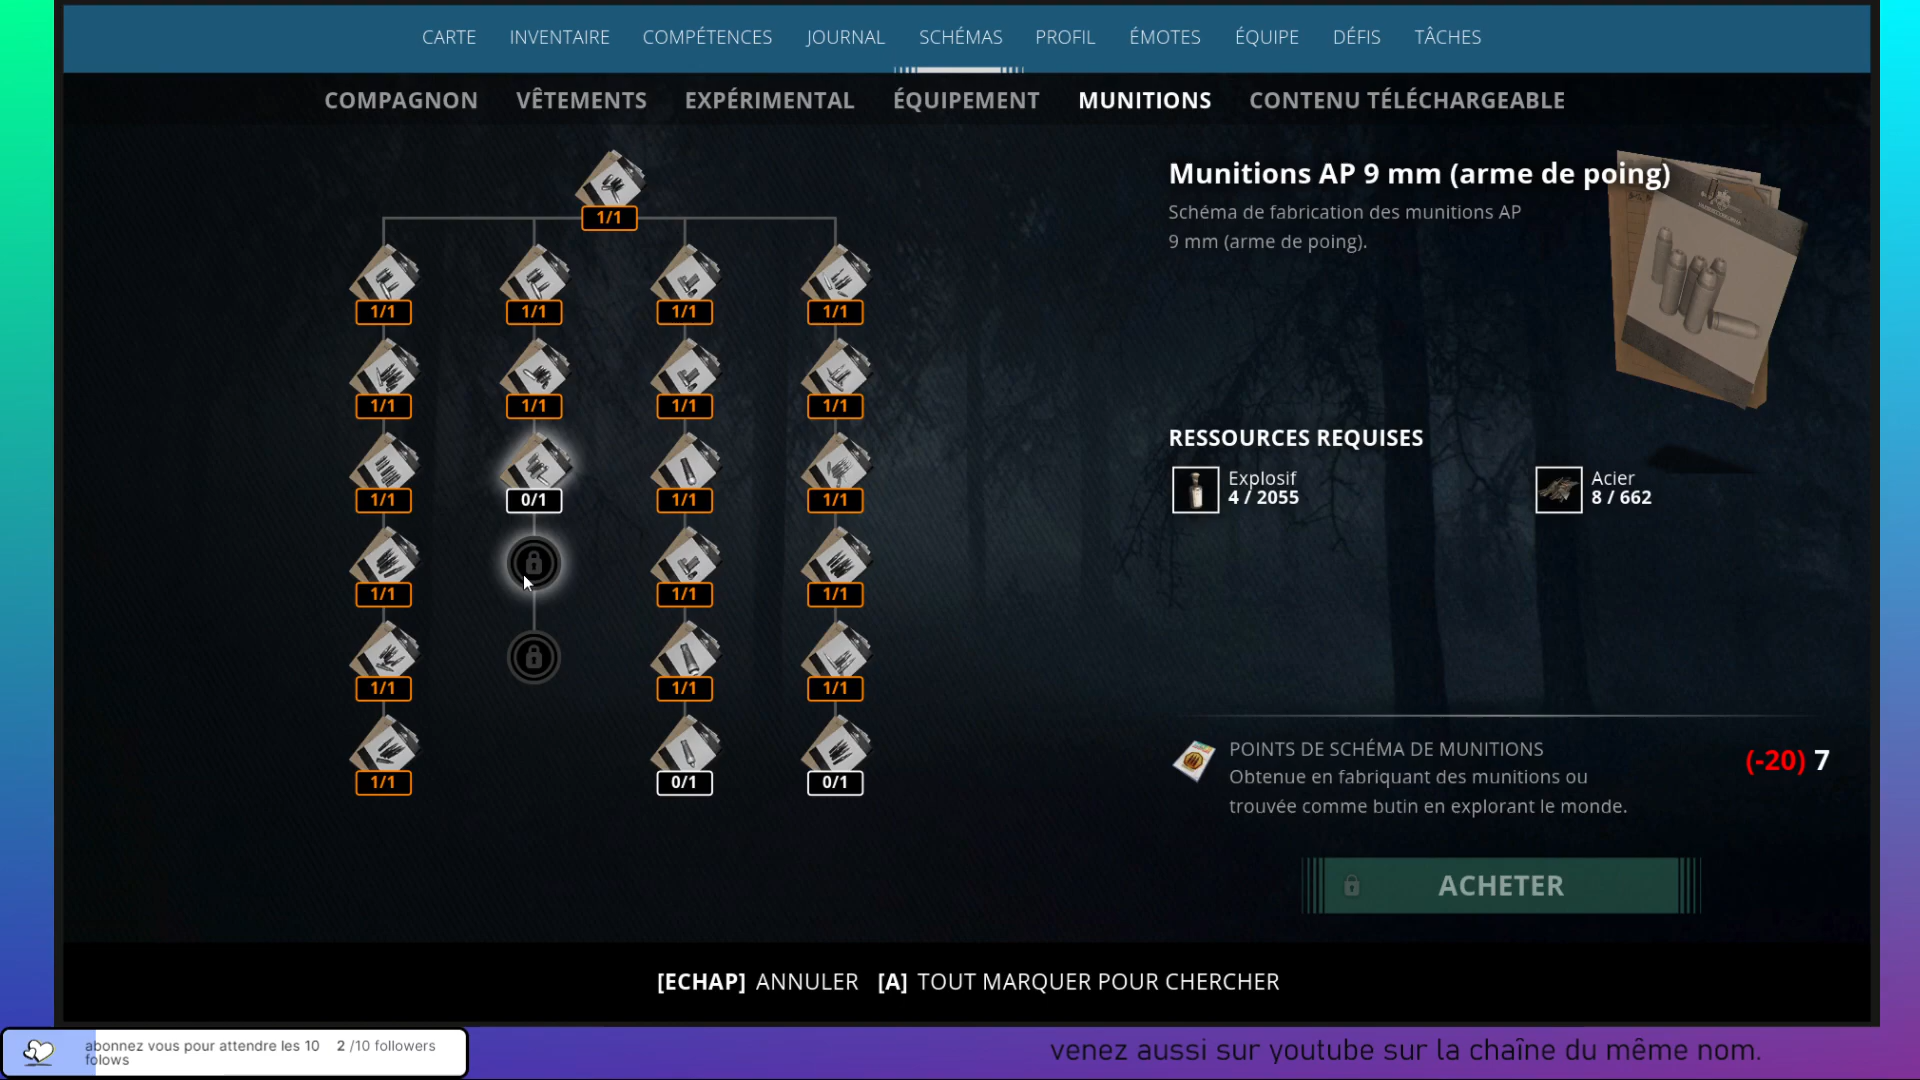 CARTE INVENTAIRE COMPÉTENCES JOURNAL SCHÉMAS PROFIL ÉMOTES ÉQUIPE DÉFIS TÂCHES
COMPAGNON VÊTEMENTS EXPÉRIMENTAL ÉQUIPEMENT MUNITIONS CONTENU TÉLÉCHARGEABLE
1/1
1/1 1/1 1/1 1/1
1/1 1/1 1/1 1/1
1/1 0/1 1/1 1/1
1/1 1/1 1/1
1/1 1/1 1/1
1/1 0/1 0/1
Munitions AP 9 mm (arme de poing)
Schéma de fabrication des munitions AP
9 mm (arme de poing).
RESSOURCES REQUISES
Explosif
4 / 2055
Acier
8 / 662
POINTS DE SCHÉMA DE MUNITIONS
Obtenue en fabriquant des munitions ou
trouvée comme butin en explorant le monde.
(-20) 7
ACHETER
[ECHAP] ANNULER [A] TOUT MARQUER POUR CHERCHER
abonnez vous pour attendre les 10
folows
2 /10 followers
venez aussi sur youtube sur la chaîne du même nom.